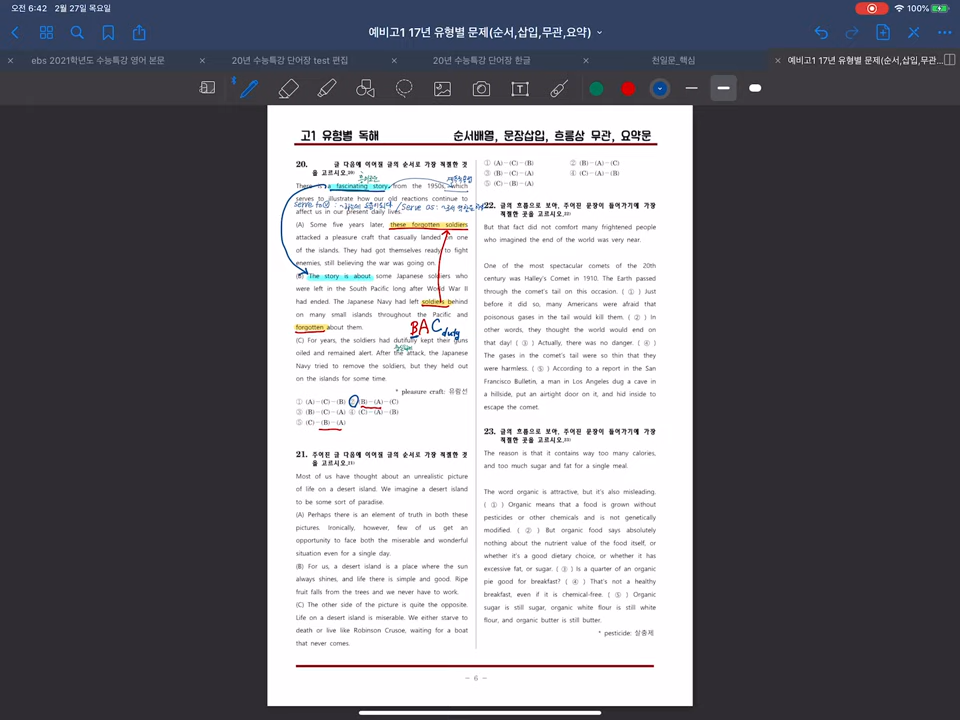 오전 6:42 2월 27일 목요일
100%
예비고1 17년 유형별 문제(순서,삽입,무관,요약)
ebs 2021학년도 수능특강 영어 본문
20년 수능특강 단어장 test 편집
20년 수능특강 단어장 한글
천일문_핵심
예비고1 17년 유형별 문제(순서,삽입,무관,요...
고1 유형별 독해
순서배열, 문장삽입, 흐름상 무관, 요약문
20. 글 다음에 이어질 글의 순서로 가장 적절한 것
을 고르시오.20)
There is a fascinating story from the 1950s, which
serves to illustrate how our old reactions continue to
serve to
/serve as:
affect us in our present daily lives.
(A) Some five years later, these forgotten soldiers
attacked a pleasure craft that casually landed on one
of the islands. They had got themselves ready to fight
enemies, still believing the war was going on.
(B) The story is about some Japanese soldiers who
were left in the South Pacific long after World War II
had ended. The Japanese Navy had left soldiers behind
on many small islands throughout the Pacific and
forgotten about them.
BAC
duty
(C) For years, the soldiers had dutifully kept their guns
oiled and remained alert. After the attack, the Japanese
Navy tried to remove the soldiers, but they held out
on the islands for some time.
* pleasure craft: 유람선
① (A)－(C)－(B) ② (B)－(A)－(C)
③ (B)－(C)－(A) ④ (C)－(A)－(B)
⑤ (C)－(B)－(A)
21. 주어진 글 다음에 이어질 글의 순서로 가장 적절한 것
을 고르시오.21)
Most of us have thought about an unrealistic picture
of life on a desert island. We imagine a desert island
to be some sort of paradise.
(A) Perhaps there is an element of truth in both these
pictures. Ironically, however, few of us get an
opportunity to face both the miserable and wonderful
situation even for a single day.
(B) For us, a desert island is a place where the sun
always shines, and life there is simple and good. Ripe
fruit falls from the trees and we never have to work.
(C) The other side of the picture is quite the opposite.
Life on a desert island is miserable. We either starve to
death or live like Robinson Crusoe, waiting for a boat
that never comes.
① (A)－(C)－(B) ② (B)－(A)－(C)
③ (B)－(C)－(A) ④ (C)－(A)－(B)
⑤ (C)－(B)－(A)
22. 글의 흐름으로 보아, 주어진 문장이 들어가기에 가장
적절한 곳을 고르시오.22)
But that fact did not comfort many frightened people
who imagined the end of the world was very near.
One of the most spectacular comets of the 20th
century was Halley's Comet in 1910. The Earth passed
through the comet's tail on this occasion. ( ① ) Just
before it did so, many Americans were afraid that
poisonous gases in the tail would kill them. ( ② ) In
other words, they thought the world would end on
that day! ( ③ ) Actually, there was no danger. ( ④ )
The gases in the comet's tail were so thin that they
were harmless. ( ⑤ ) According to a report in the San
Francisco Bulletin, a man in Los Angeles dug a cave in
a hillside, put an airtight door on it, and hid inside to
escape the comet.
23. 글의 흐름으로 보아, 주어진 문장이 들어가기에 가장
적절한 곳을 고르시오.23)
The reason is that it contains way too many calories,
and too much sugar and fat for a single meal.
The word organic is attractive, but it's also misleading.
( ① ) Organic means that a food is grown without
pesticides or other chemicals and is not genetically
modified. ( ② ) But organic food says absolutely
nothing about the nutrient value of the food itself, or
whether it's a good dietary choice, or whether it has
excessive fat, or sugar. ( ③ ) Is a quarter of an organic
pie good for breakfast? ( ④ ) That's not a healthy
breakfast, even if it is chemical-free. ( ⑤ ) Organic
sugar is still sugar, organic white flour is still white
flour, and organic butter is still butter.
* pesticide: 살충제
－ 6 －